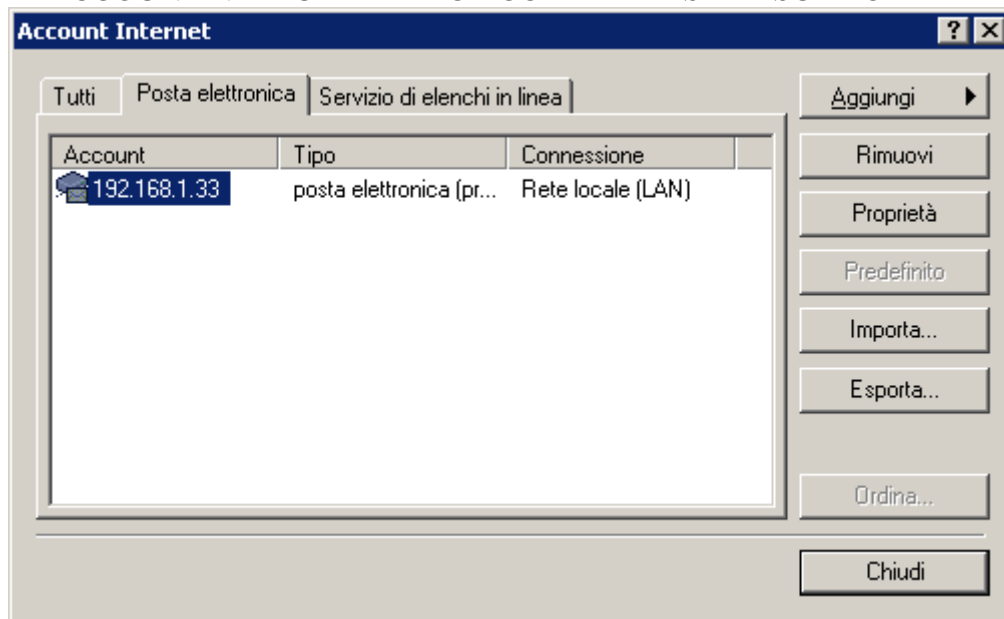 Account Internet
Tutti
Posta elettronica
Servizio di elenchi in linea
Account Tipo Connessione
192.168.1.33 posta elettronica (pr... Rete locale (LAN)
Aggiungi
Rimuovi
Proprietà
Predefinito
Importa...
Esporta...
Ordina...
Chiudi